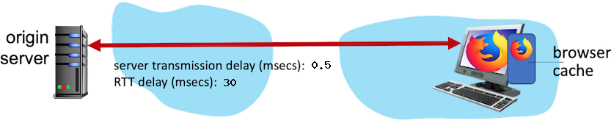 origin
server
server transmission delay (msecs): 0.5
RTT delay (msecs): 30
browser
cache